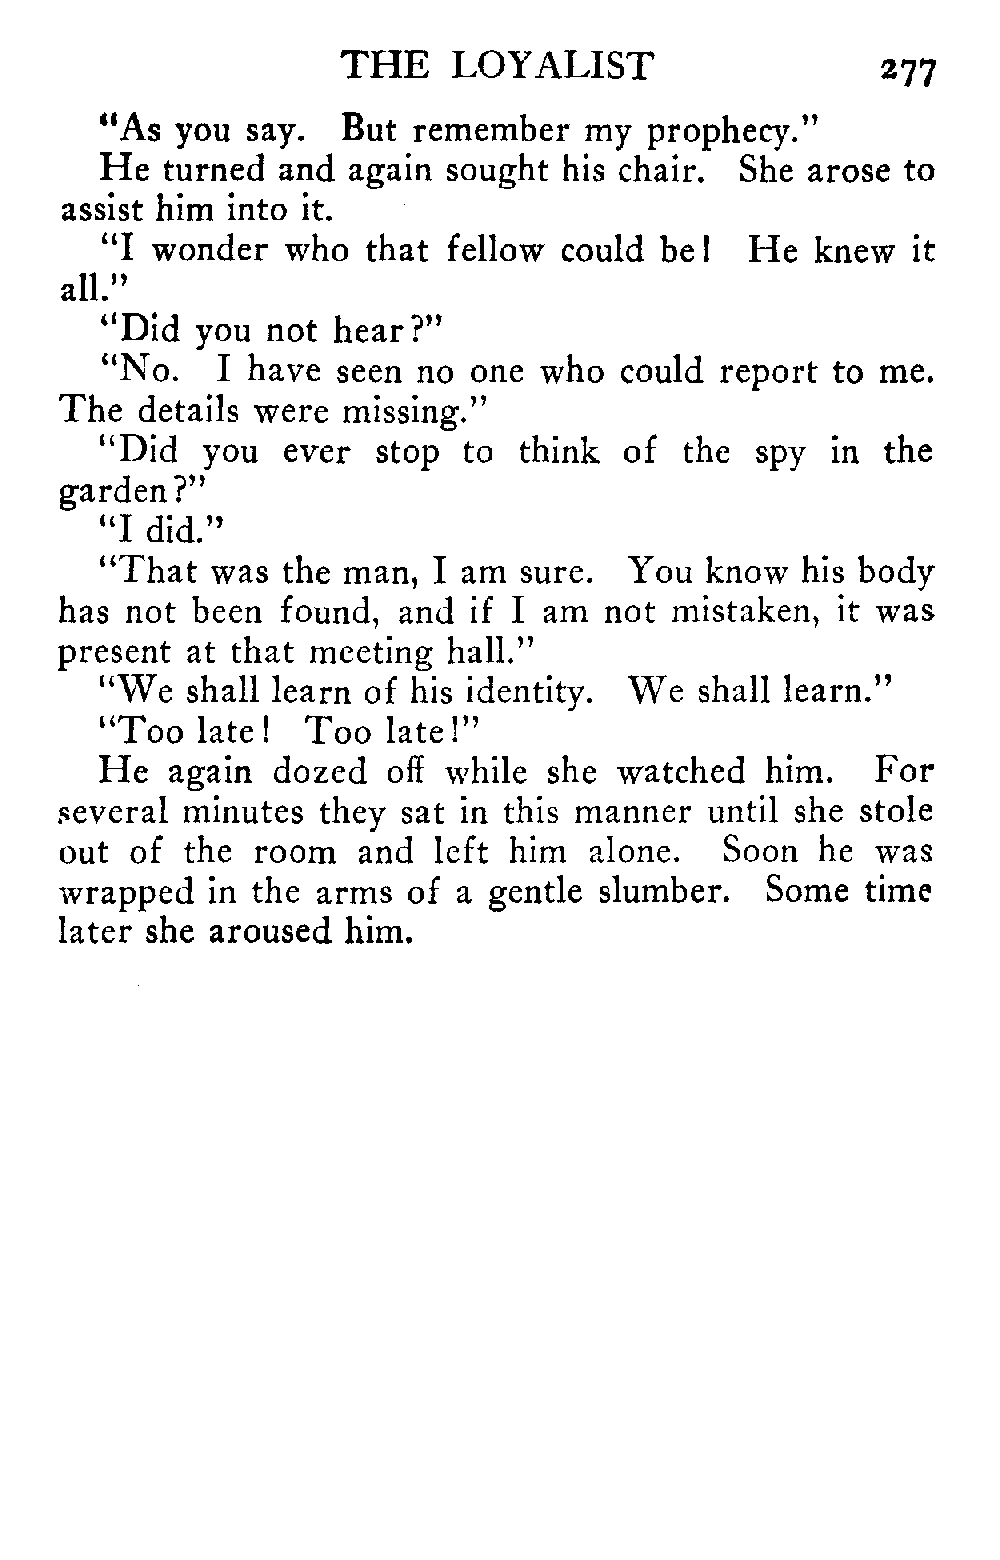 THE LOYALIST 277
"As you say. But remember my prophecy."
He turned and again sought his chair. She arose to
assist him into it.
"I wonder who that fellow could be! He knew it
all."
"Did you not hear?"
"No. I have seen no one who could report to me.
The details were missing."
"Did you ever stop to think of the spy in the
garden?"
"I did."
"That was the man, I am sure. You know his body
has not been found, and if I am not mistaken, it was
present at that meeting hall."
"We shall learn of his identity. We shall learn."
"Too late! Too late!"
He again dozed off while she watched him. For
several minutes they sat in this manner until she stole
out of the room and left him alone. Soon he was
wrapped in the arms of a gentle slumber. Some time
later she aroused him.